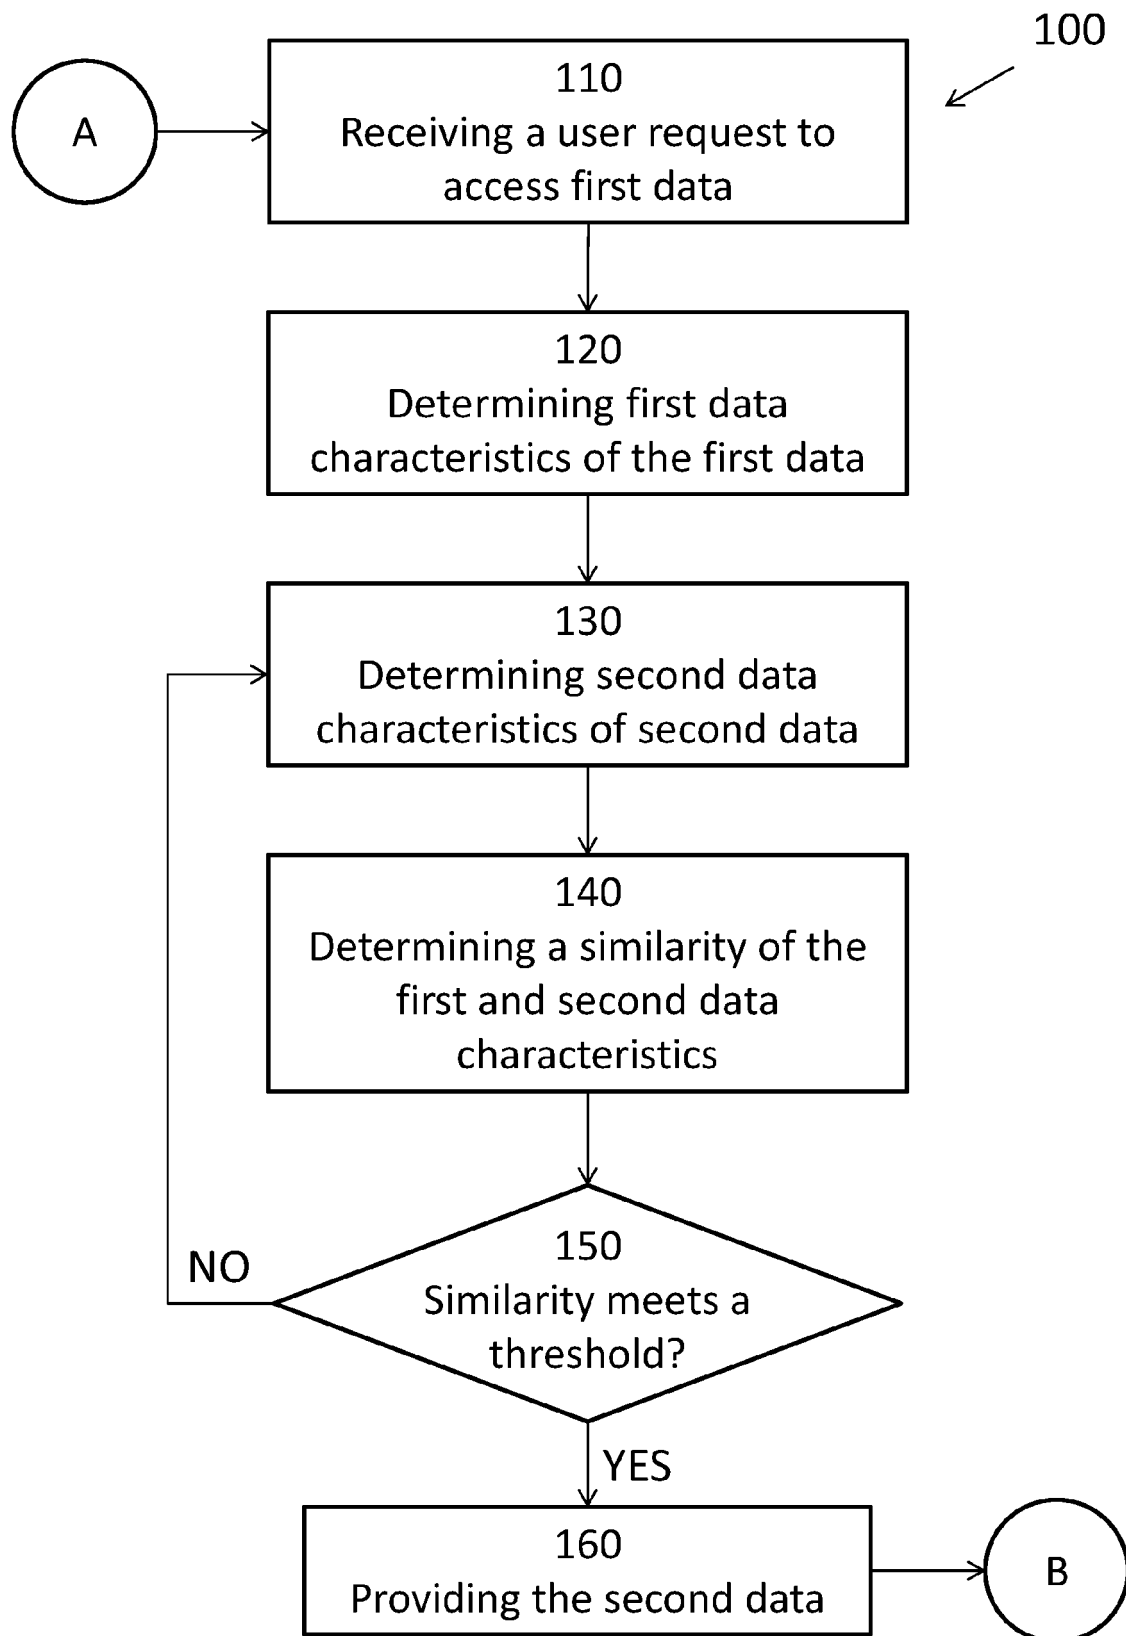 100
A
110
Receiving a user request to
access first data
120
Determining first data
characteristics of the first data
130
Determining second data
characteristics of second data
140
Determining a similarity of the
first and second data
characteristics
150
Similarity meets a
threshold?
NO
YES
160
Providing the second data
B